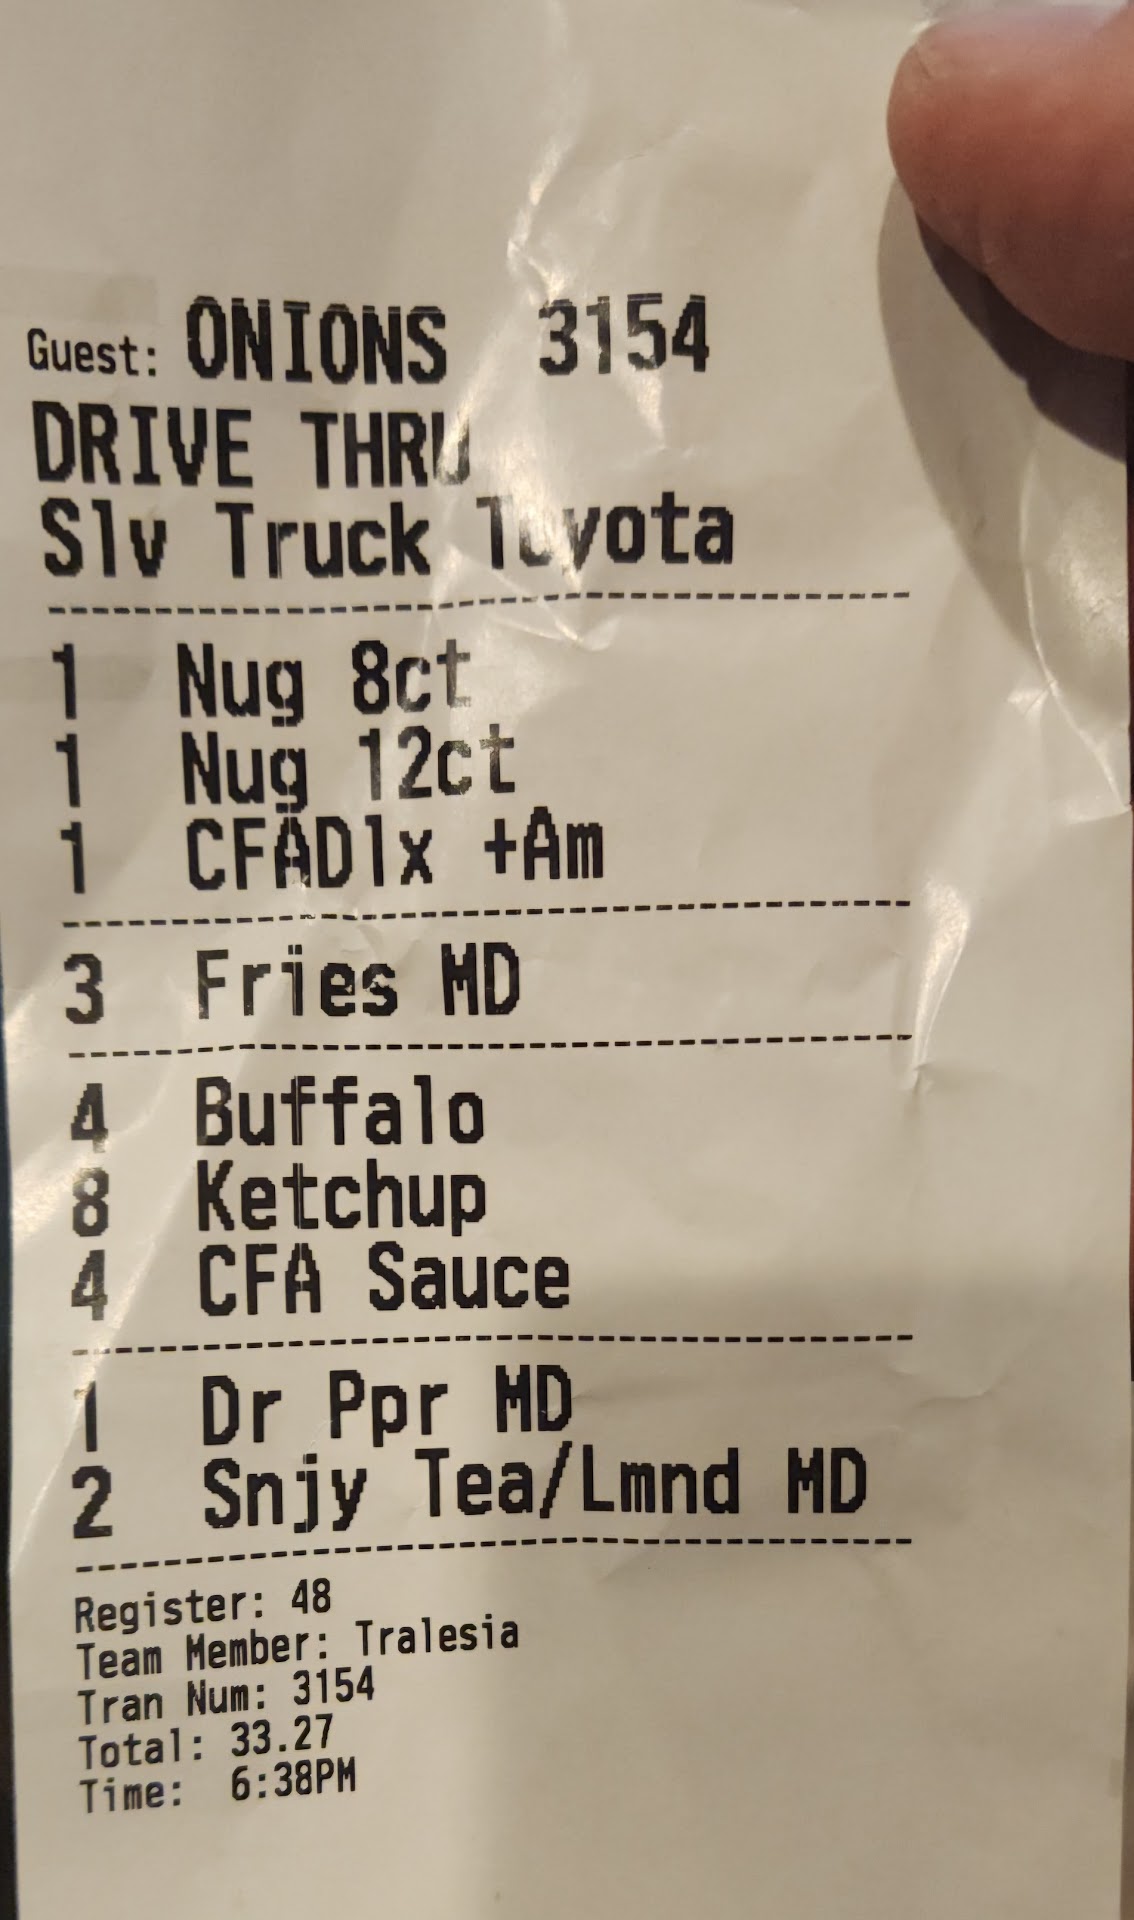 Guest: ONIONS 3154
DRIVE THRU
Slv Truck Toyota
1 Nug 8ct
1 Nug 12ct
1 CFADlx +Am
3 Fries MD
4 Buffalo
8 Ketchup
4 CFA Sauce
1 Dr Ppr MD
2 Snjy Tea/Lmnd MD
Register: 48
Team Member: Tralesia
Tran Num: 3154
Total: 33.27
Time: 6:38PM